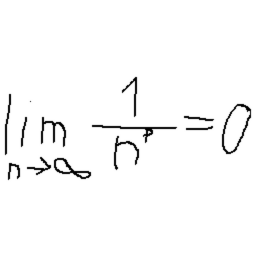 lim n→∞ 1/n^p = 0